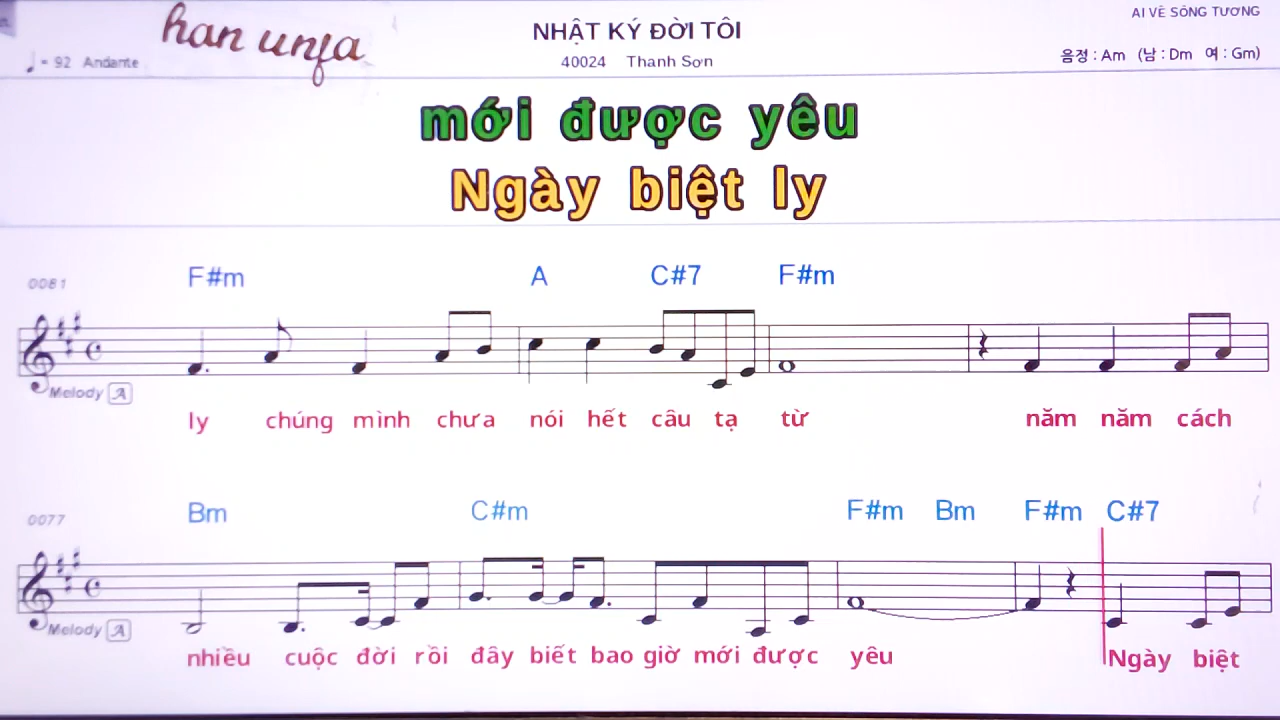 AI VỀ SÔNG TƯƠNG
han unfa
NHẬT KÝ ĐỜI TÔI
= 92 Andante
40024 Thanh Sơn
음정 : Am (남 : Dm 여 : Gm)
mới được yêu
Ngày biệt ly
0081 F#m A C#7 F#m
Melody A
ly chúng mình chưa nói hết câu tạ từ năm năm cách
0077 Bm C#m F#m Bm F#m C#7
Melody A
nhiều cuộc đời rồi đây biết bao giờ mới được yêu Ngày biệt